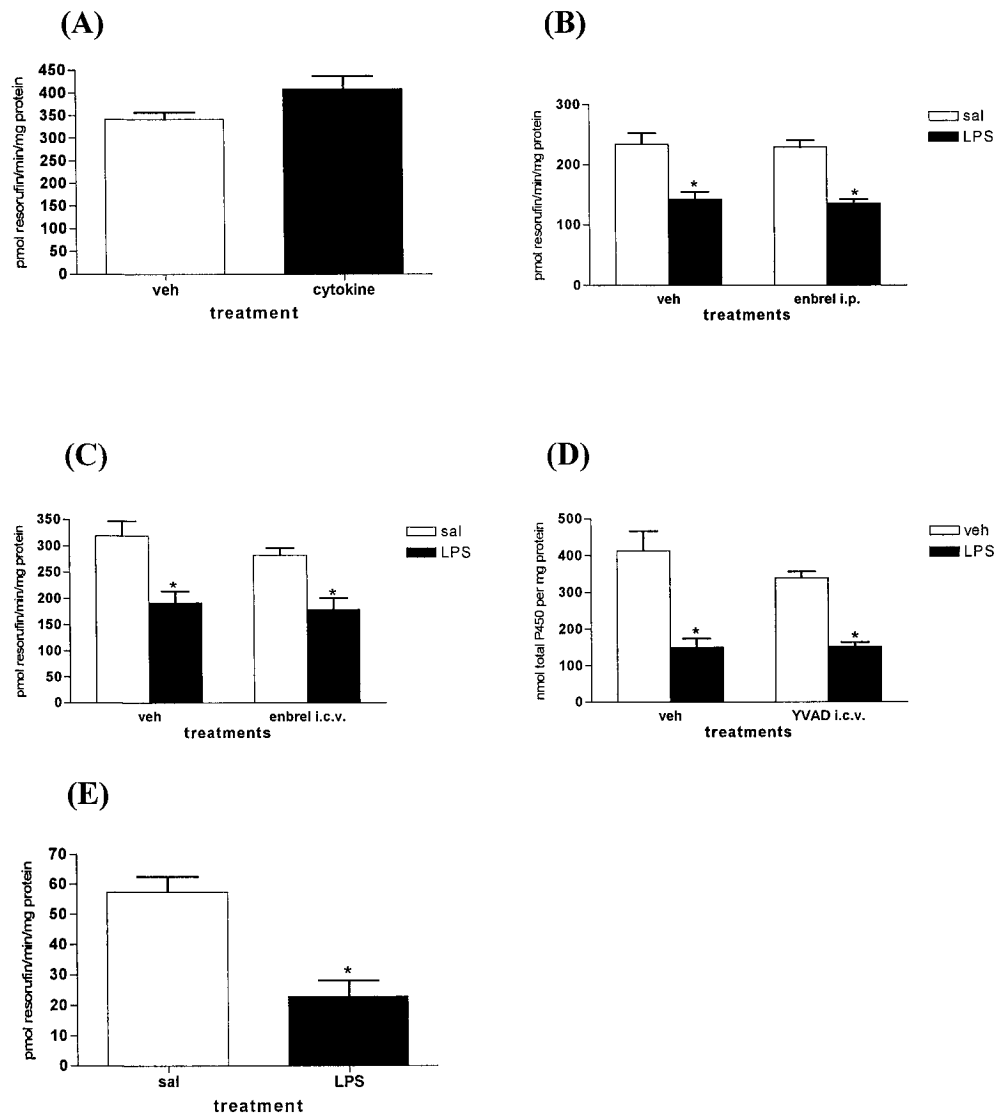 (A)
pmol resorufin/min/mg protein
450
400
350
300
250
200
150
100
50
0
veh
cytokine
treatment
(B)
pmol resorufin/min/mg protein
300
200
100
0
*
*
veh
enbrel i.p.
treatments
sal
LPS
(C)
pmol resorufin/min/mg protein
350
300
250
200
150
100
50
0
*
*
veh
enbrel i.c.v.
treatments
sal
LPS
(D)
nmol total P450 per mg protein
500
400
300
200
100
0
*
*
veh
YVAD i.c.v.
treatments
veh
LPS
(E)
pmol resorufin/min/mg protein
70
60
50
40
30
20
10
0
*
sal
LPS
treatment